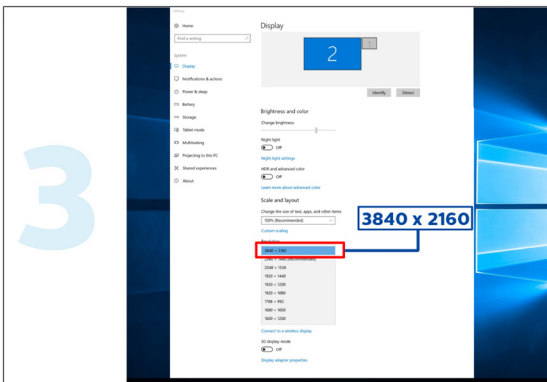 3
Home
Find a setting
System
Display
Notifications & actions
Power & sleep
Battery
Storage
Tablet mode
Multitasking
Projecting to this PC
Shared experiences
About
Display
2
1
Identify
Detect
Brightness and color
Change brightness
Night light
Off
Night light settings
HDR and advanced color
Off
Learn more about advanced color
Scale and layout
Change the size of text, apps, and other items
100% (Recommended)
Custom scaling
Resolution
3840 × 2160
(Recommended)
2048 × 1536
1920 × 1440
1920 × 1200
1920 × 1080
1768 × 992
1680 × 1050
1600 × 1200
Connect to a wireless display
3D display mode
Off
Display adapter properties
3840 x 2160